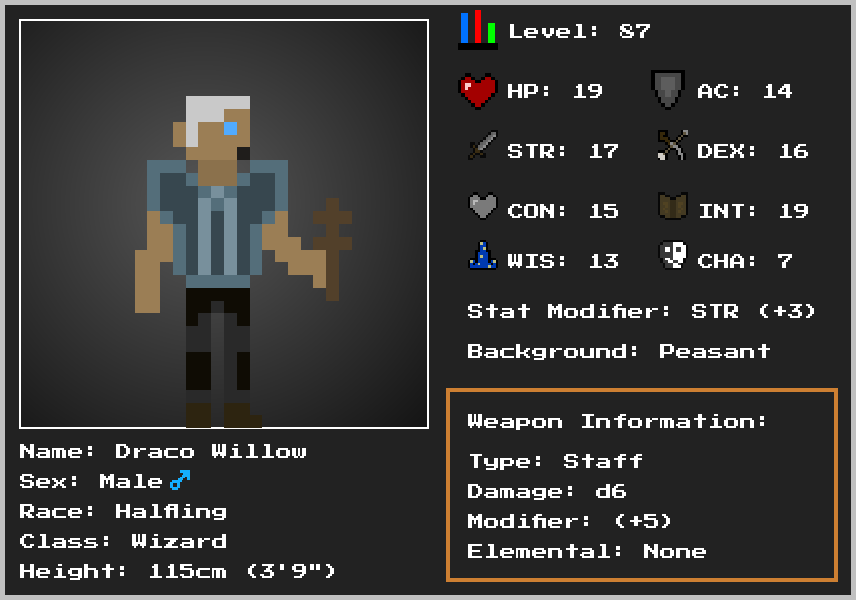 Level: 87
HP: 19 AC: 14
STR: 17 DEX: 16
CON: 15 INT: 19
WIS: 13 CHA: 7
Stat Modifier: STR (+3)
Background: Peasant
Weapon Information:
Type: Staff
Damage: d6
Modifier: (+5)
Elemental: None
Name: Draco Willow
Sex: Male ♂
Race: Halfling
Class: Wizard
Height: 115cm (3'9")